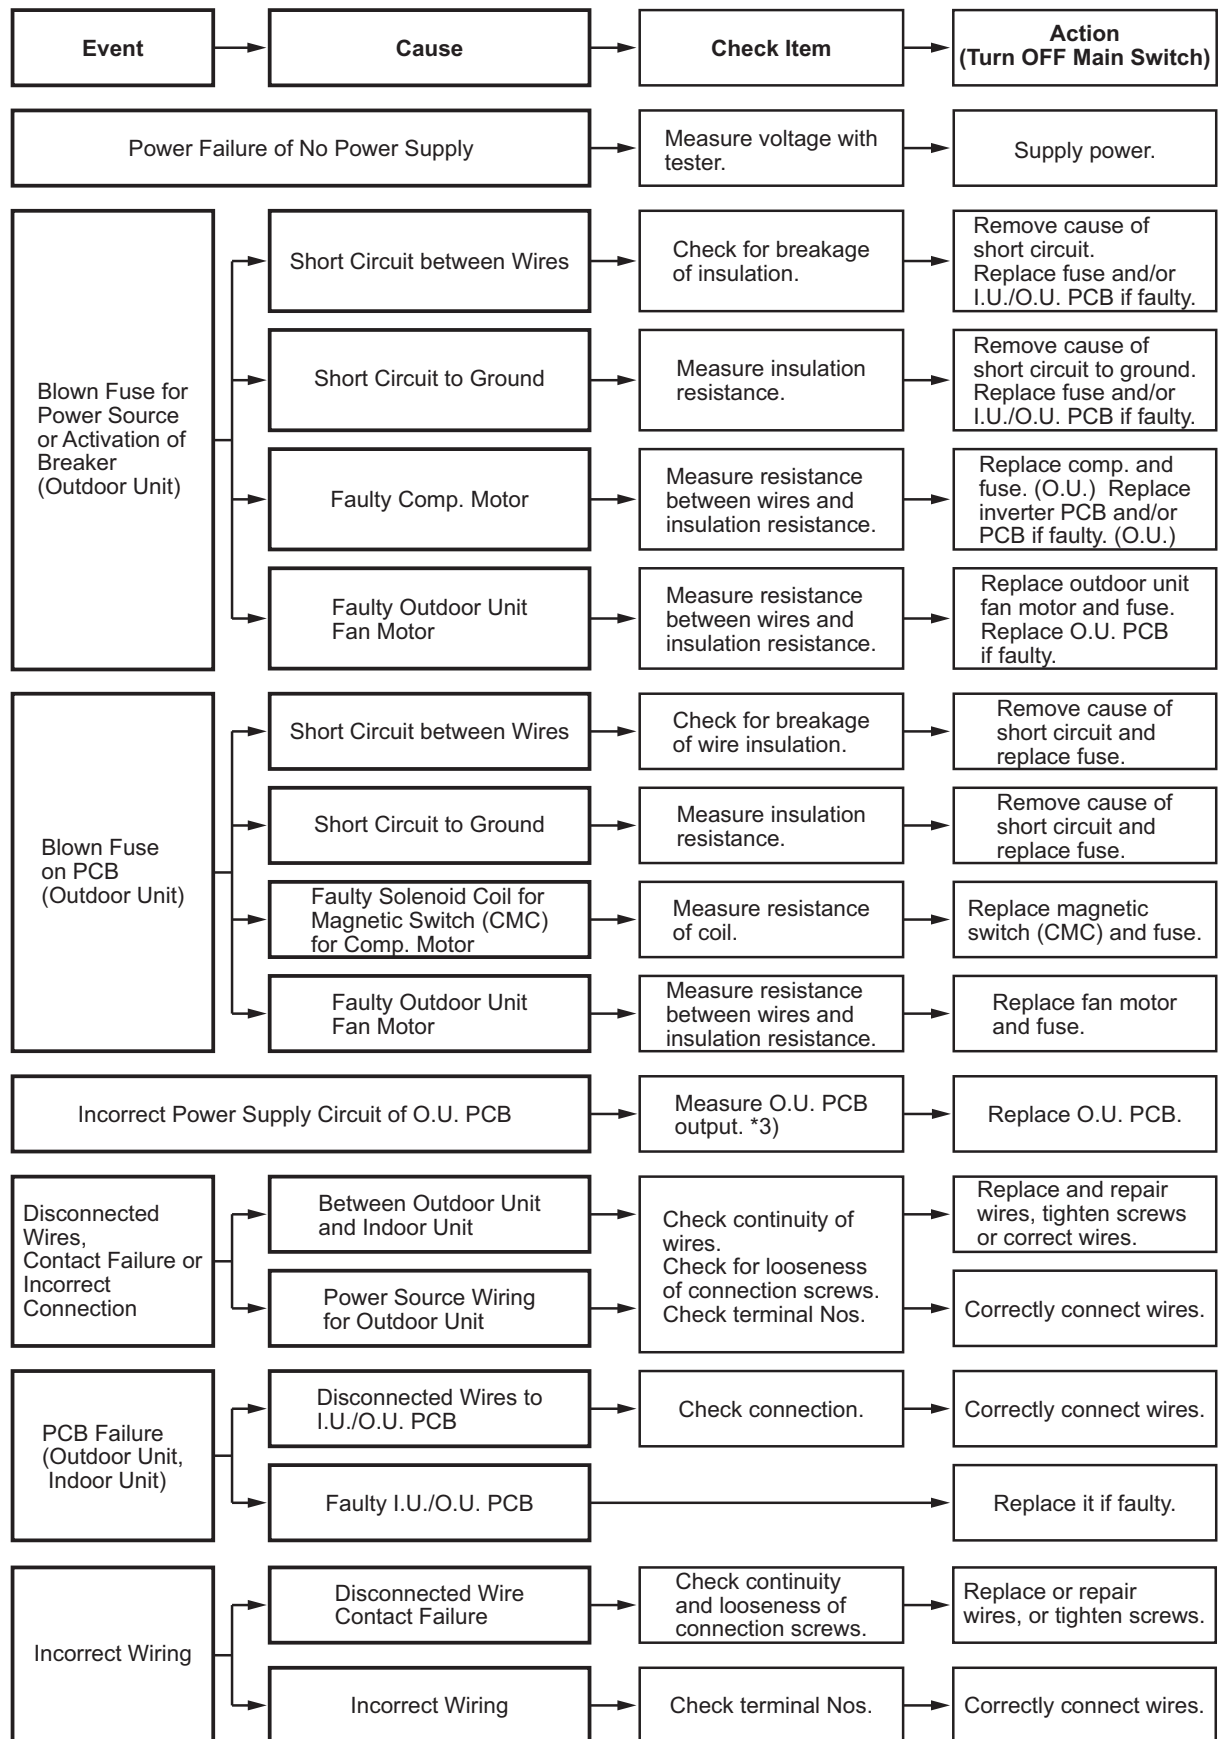 Event
Cause
Check Item
Action
(Turn OFF Main Switch)
Power Failure of No Power Supply
Measure voltage with
tester.
Supply power.
Blown Fuse for
Power Source
or Activation of
Breaker
(Outdoor Unit)
Short Circuit between Wires
Check for breakage
of insulation.
Remove cause of
short circuit.
Replace fuse and/or
I.U./O.U. PCB if faulty.
Short Circuit to Ground
Measure insulation
resistance.
Remove cause of
short circuit to ground.
Replace fuse and/or
I.U./O.U. PCB if faulty.
Faulty Comp. Motor
Measure resistance
between wires and
insulation resistance.
Replace comp. and
fuse. (O.U.) Replace
inverter PCB and/or
PCB if faulty. (O.U.)
Faulty Outdoor Unit
Fan Motor
Measure resistance
between wires and
insulation resistance.
Replace outdoor unit
fan motor and fuse.
Replace O.U. PCB
if faulty.
Blown Fuse
on PCB
(Outdoor Unit)
Short Circuit between Wires
Check for breakage
of wire insulation.
Remove cause of
short circuit and
replace fuse.
Short Circuit to Ground
Measure insulation
resistance.
Remove cause of
short circuit and
replace fuse.
Faulty Solenoid Coil for
Magnetic Switch (CMC)
for Comp. Motor
Measure resistance
of coil.
Replace magnetic
switch (CMC) and fuse.
Faulty Outdoor Unit
Fan Motor
Measure resistance
between wires and
insulation resistance.
Replace fan motor
and fuse.
Incorrect Power Supply Circuit of O.U. PCB
Measure O.U. PCB
output. *3)
Replace O.U. PCB.
Disconnected
Wires,
Contact Failure or
Incorrect
Connection
Between Outdoor Unit
and Indoor Unit
Check continuity of
wires.
Check for looseness
of connection screws.
Check terminal Nos.
Replace and repair
wires, tighten screws
or correct wires.
Power Source Wiring
for Outdoor Unit
Correctly connect wires.
PCB Failure
(Outdoor Unit,
Indoor Unit)
Disconnected Wires to
I.U./O.U. PCB
Check connection.
Correctly connect wires.
Faulty I.U./O.U. PCB
Replace it if faulty.
Incorrect Wiring
Disconnected Wire
Contact Failure
Check continuity
and looseness of
connection screws.
Replace or repair
wires, or tighten screws.
Incorrect Wiring
Check terminal Nos.
Correctly connect wires.